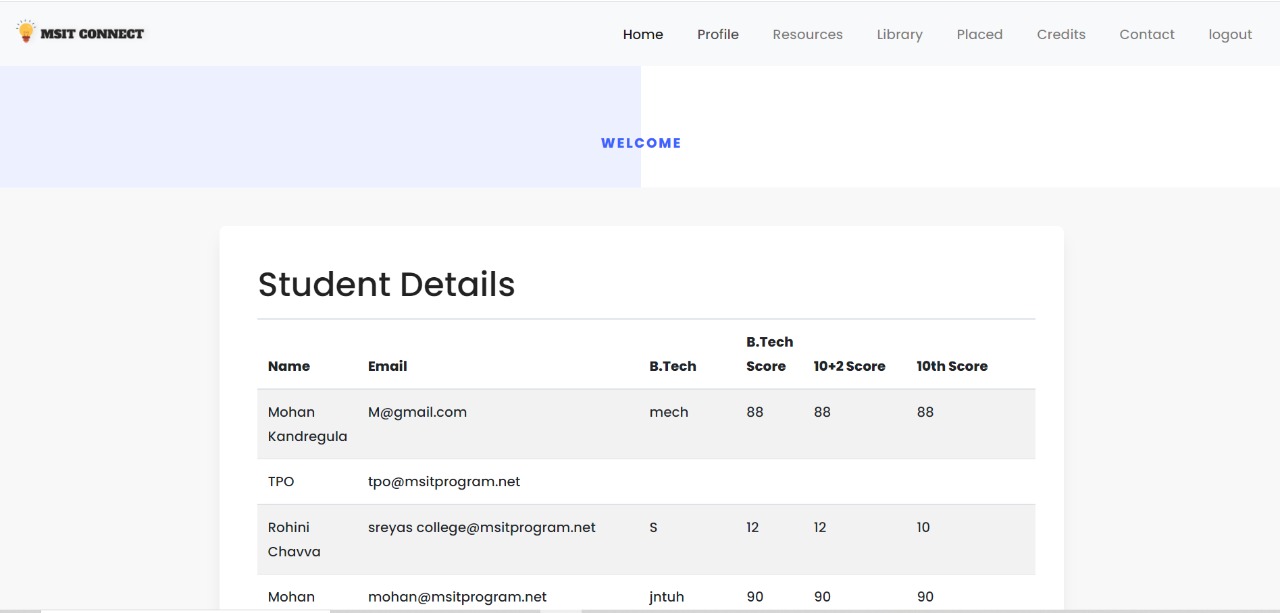 MSIT CONNECT
Home Profile Resources Library Placed Credits Contact logout
WELCOME
Student Details
Name Email B.Tech B.Tech Score 10+2 Score 10th Score
Mohan Kandregula M@gmail.com mech 88 88 88
TPO tpo@msitprogram.net
Rohini Chavva sreyas college@msitprogram.net S 12 12 10
Mohan mohan@msitprogram.net jntuh 90 90 90